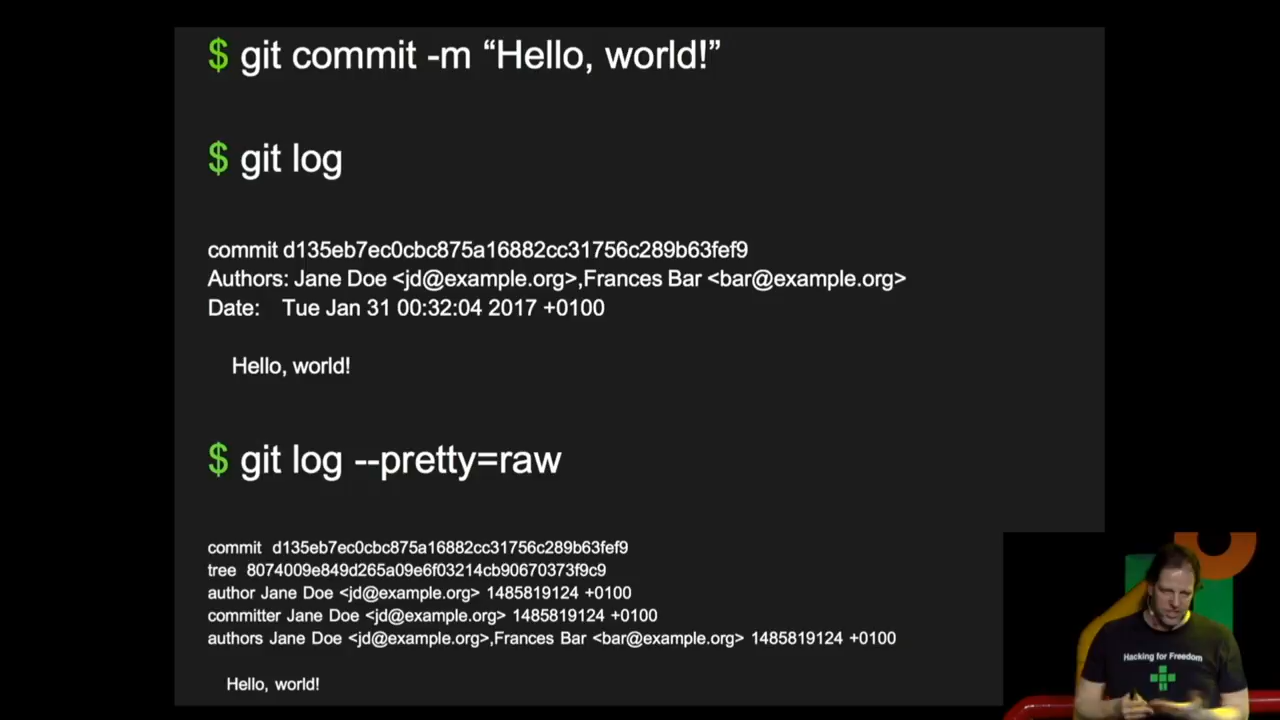 $ git commit -m “Hello, world!”
$ git log
commit d135eb7ec0cbc875a16882cc31756c289b63fef9
Authors: Jane Doe <jd@example.org>,Frances Bar <bar@example.org>
Date: Tue Jan 31 00:32:04 2017 +0100
Hello, world!
$ git log --pretty=raw
commit d135eb7ec0cbc875a16882cc31756c289b63fef9
tree 8074009e849d265a09e6f03214cb90670373f9c9
author Jane Doe <jd@example.org> 1485819124 +0100
committer Jane Doe <jd@example.org> 1485819124 +0100
authors Jane Doe <jd@example.org>,Frances Bar <bar@example.org> 1485819124 +0100
Hello, world!
Hacking for Freedom